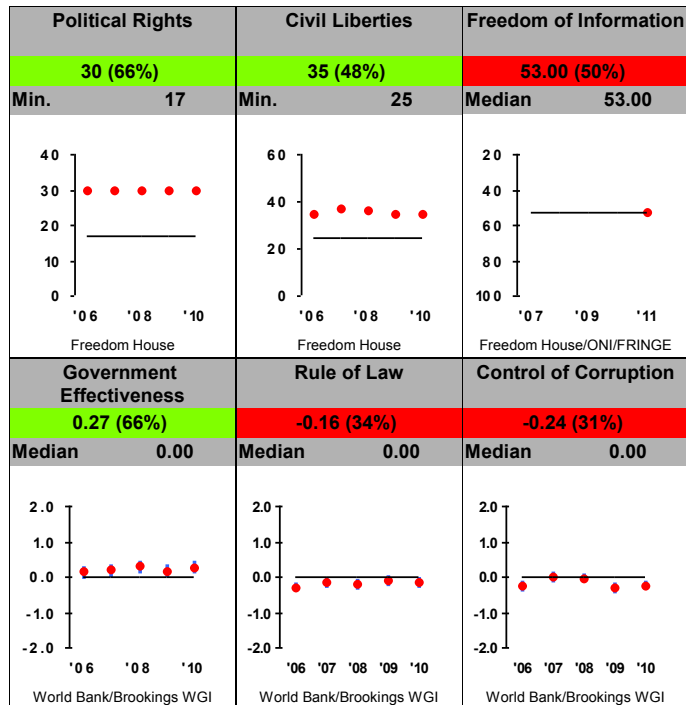 Political Rights
30 (66%)
Min. 17
40
30
20
10
0
'06 '08 '10
Freedom House
Civil Liberties
35 (48%)
Min. 25
60
40
20
0
'06 '08 '10
Freedom House
Freedom of Information
53.00 (50%)
Median 53.00
20
40
60
80
100
'07 '09 '11
Freedom House/ONI/FRINGE
Government
Effectiveness
0.27 (66%)
Median 0.00
2.0
1.0
0.0
-1.0
-2.0
'06 '08 '10
World Bank/Brookings WGI
Rule of Law
-0.16 (34%)
Median 0.00
2.0
1.0
0.0
-1.0
-2.0
'06 '07 '08 '09 '10
World Bank/Brookings WGI
Control of Corruption
-0.24 (31%)
Median 0.00
2.0
1.0
0.0
-1.0
-2.0
'06 '07 '08 '09 '10
World Bank/Brookings WGI